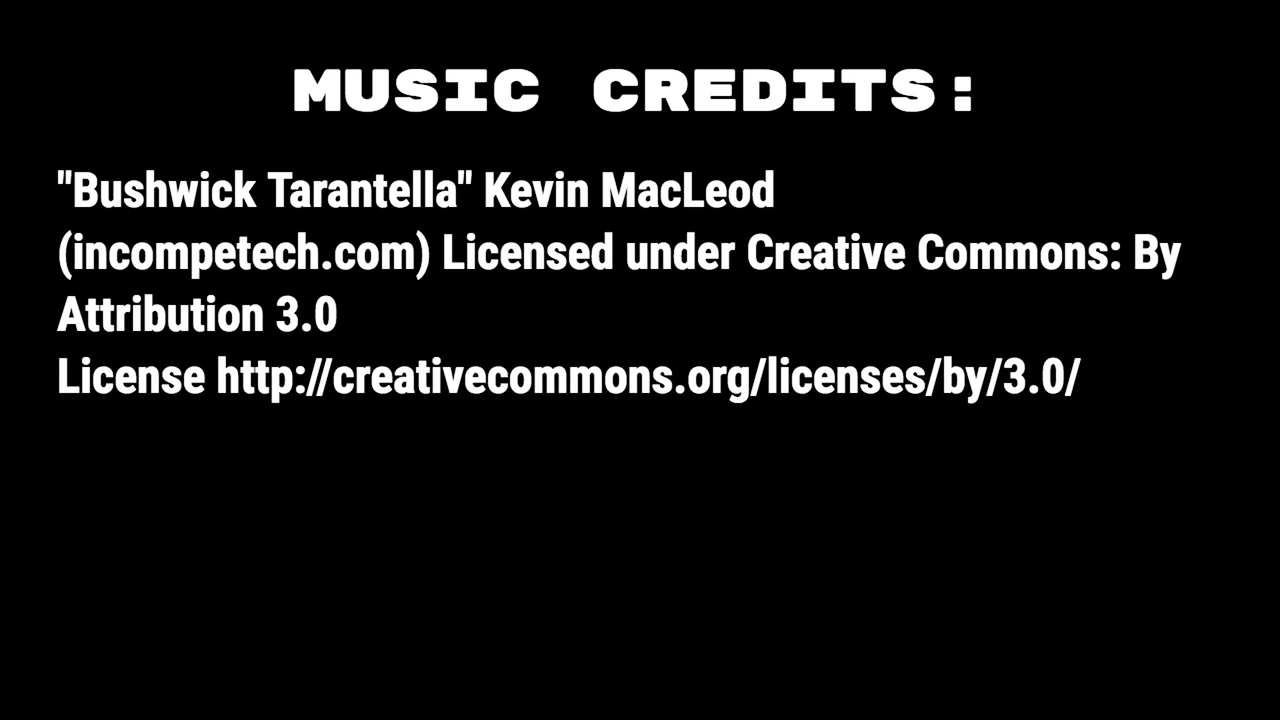 MUSIC CREDITS:
"Bushwick Tarantella" Kevin MacLeod
(incompetech.com) Licensed under Creative Commons: By
Attribution 3.0
License http://creativecommons.org/licenses/by/3.0/